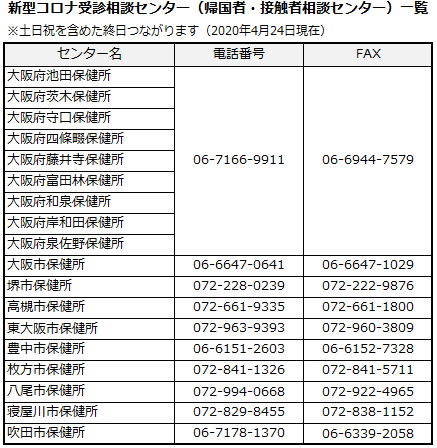 新型コロナ受診相談センター（帰国者・接触者相談センター）一覧
※土日祝を含めた終日つながります（2020年4月24日現在）
センター名 電話番号 FAX
大阪府池田保健所
大阪府茨木保健所
大阪府守口保健所
大阪府四條畷保健所
大阪府藤井寺保健所 06-7166-9911 06-6944-7579
大阪府富田林保健所
大阪府和泉保健所
大阪府岸和田保健所
大阪府泉佐野保健所
大阪市保健所 06-6647-0641 06-6647-1029
堺市保健所 072-228-0239 072-222-9876
高槻市保健所 072-661-9335 072-661-1800
東大阪市保健所 072-963-9393 072-960-3809
豊中市保健所 06-6151-2603 06-6152-7328
枚方市保健所 072-841-1326 072-841-5711
八尾市保健所 072-994-0668 072-922-4965
寝屋川市保健所 072-829-8455 072-838-1152
吹田市保健所 06-7178-1370 06-6339-2058